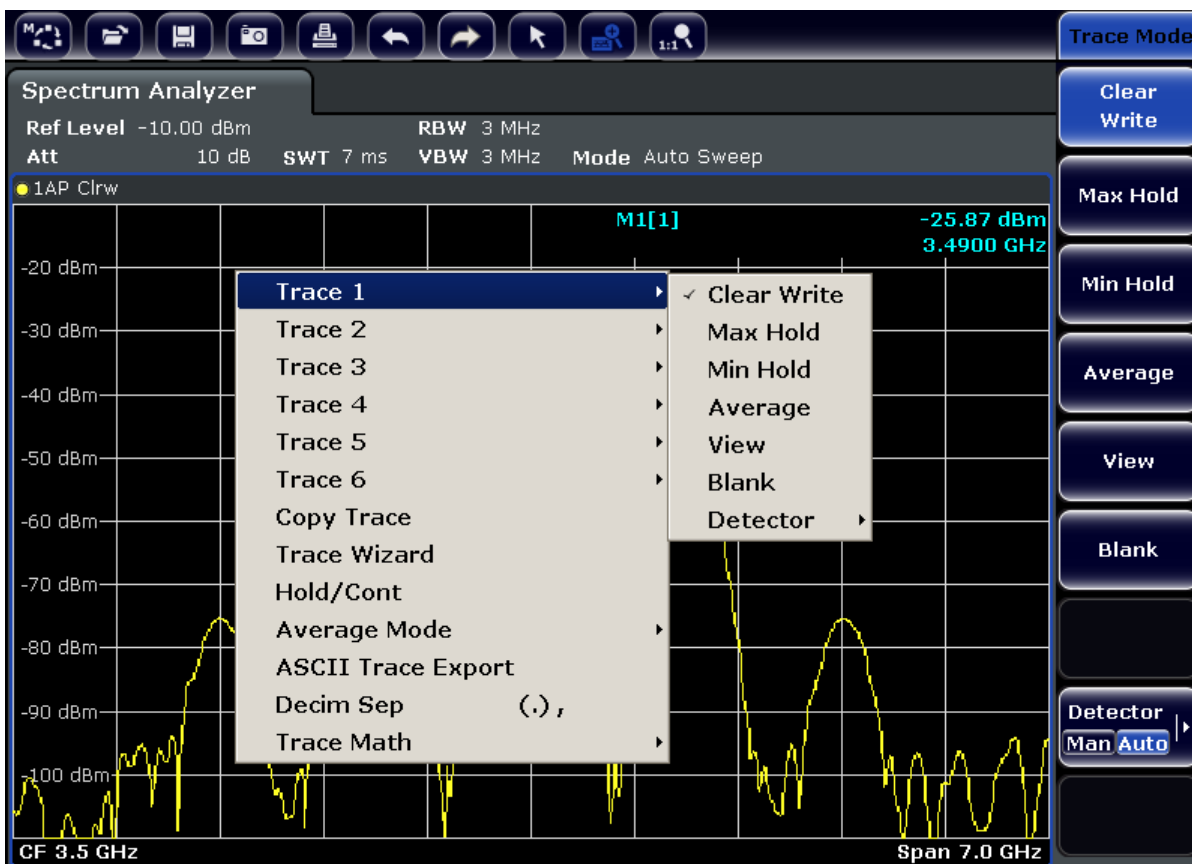 1:1
Trace Mode
Spectrum Analyzer
Ref Level -10.00 dBm RBW 3 MHz
Att 10 dB SWT 7 ms VBW 3 MHz Mode Auto Sweep
1AP Clrw
M1[1] -25.87 dBm
3.4900 GHz
-20 dBm
-30 dBm
-40 dBm
-50 dBm
-60 dBm
-70 dBm
-80 dBm
-90 dBm
-100 dBm
Trace 1
Trace 2
Trace 3
Trace 4
Trace 5
Trace 6
Copy Trace
Trace Wizard
Hold/Cont
Average Mode
ASCII Trace Export
Decim Sep (.) ,
Trace Math
Clear Write
Max Hold
Min Hold
Average
View
Blank
Detector
CF 3.5 GHz Span 7.0 GHz
Clear
Write
Max Hold
Min Hold
Average
View
Blank
Detector
Man Auto